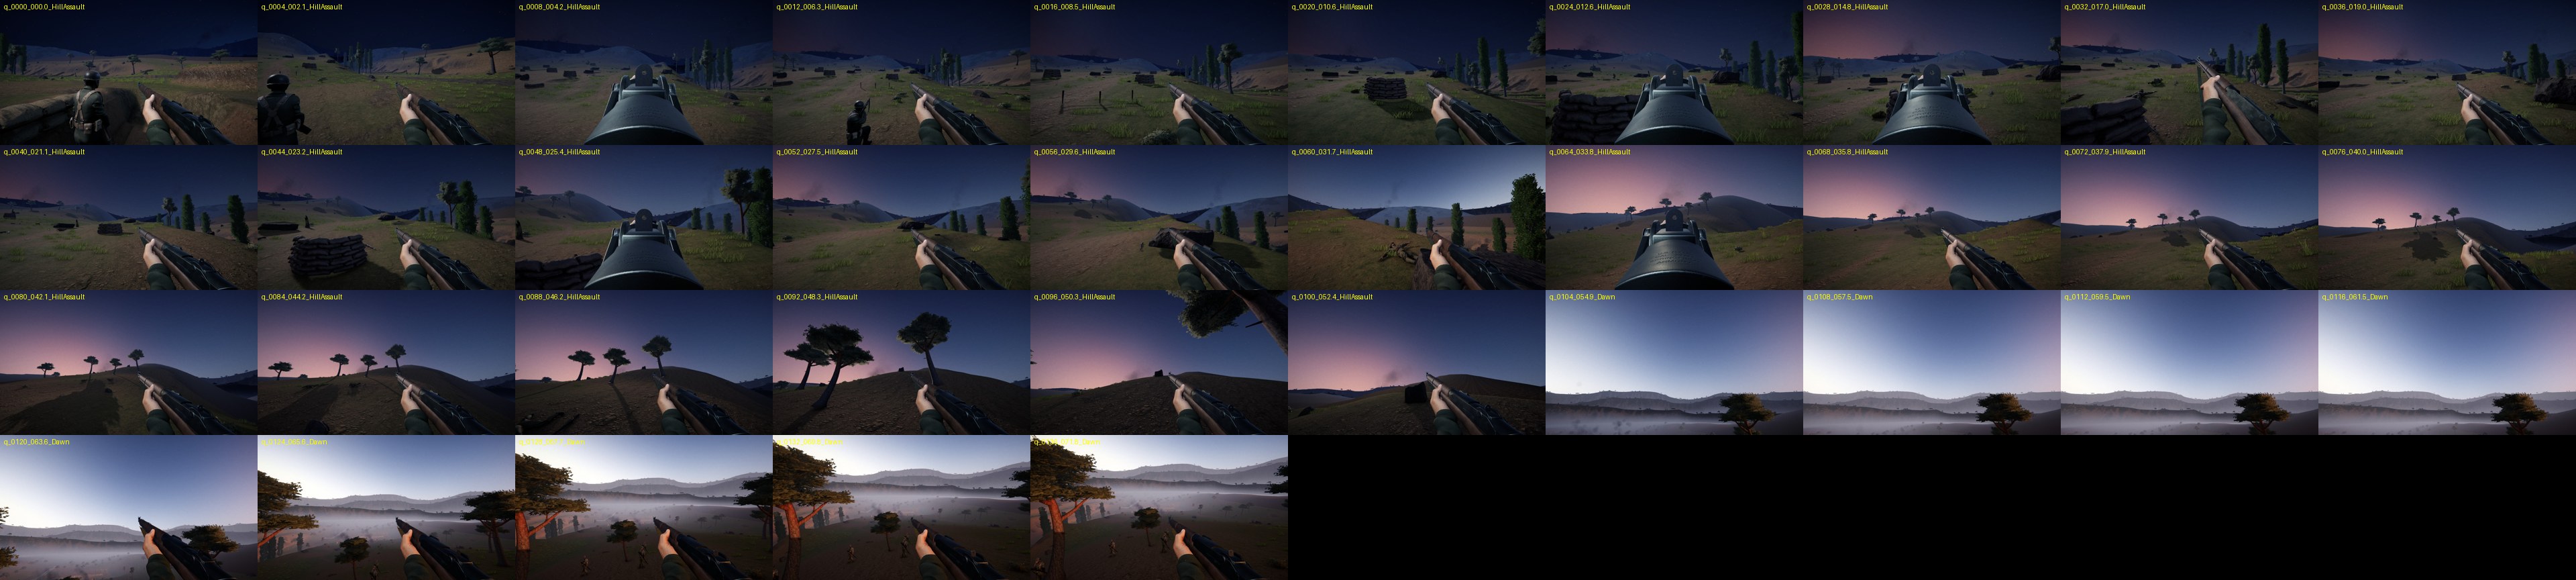 q_0000_000.0_HillAssault
q_0004_002.1_HillAssault
q_0008_004.2_HillAssault
q_0012_006.3_HillAssault
q_0016_008.5_HillAssault
q_0020_010.6_HillAssault
q_0024_012.6_HillAssault
q_0028_014.8_HillAssault
q_0032_017.0_HillAssault
q_0036_019.0_HillAssault
q_0040_021.1_HillAssault
q_0044_023.2_HillAssault
q_0048_025.4_HillAssault
q_0052_027.5_HillAssault
q_0056_029.6_HillAssault
q_0060_031.7_HillAssault
q_0064_033.8_HillAssault
q_0068_035.8_HillAssault
q_0072_037.9_HillAssault
q_0076_040.0_HillAssault
q_0080_042.1_HillAssault
q_0084_044.2_HillAssault
q_0088_046.2_HillAssault
q_0092_048.3_HillAssault
q_0096_050.3_HillAssault
q_0100_052.4_HillAssault
q_0104_054.9_Dawn
q_0108_057.5_Dawn
q_0112_059.5_Dawn
q_0116_061.5_Dawn
q_0120_063.6_Dawn
q_0124_065.6_Dawn